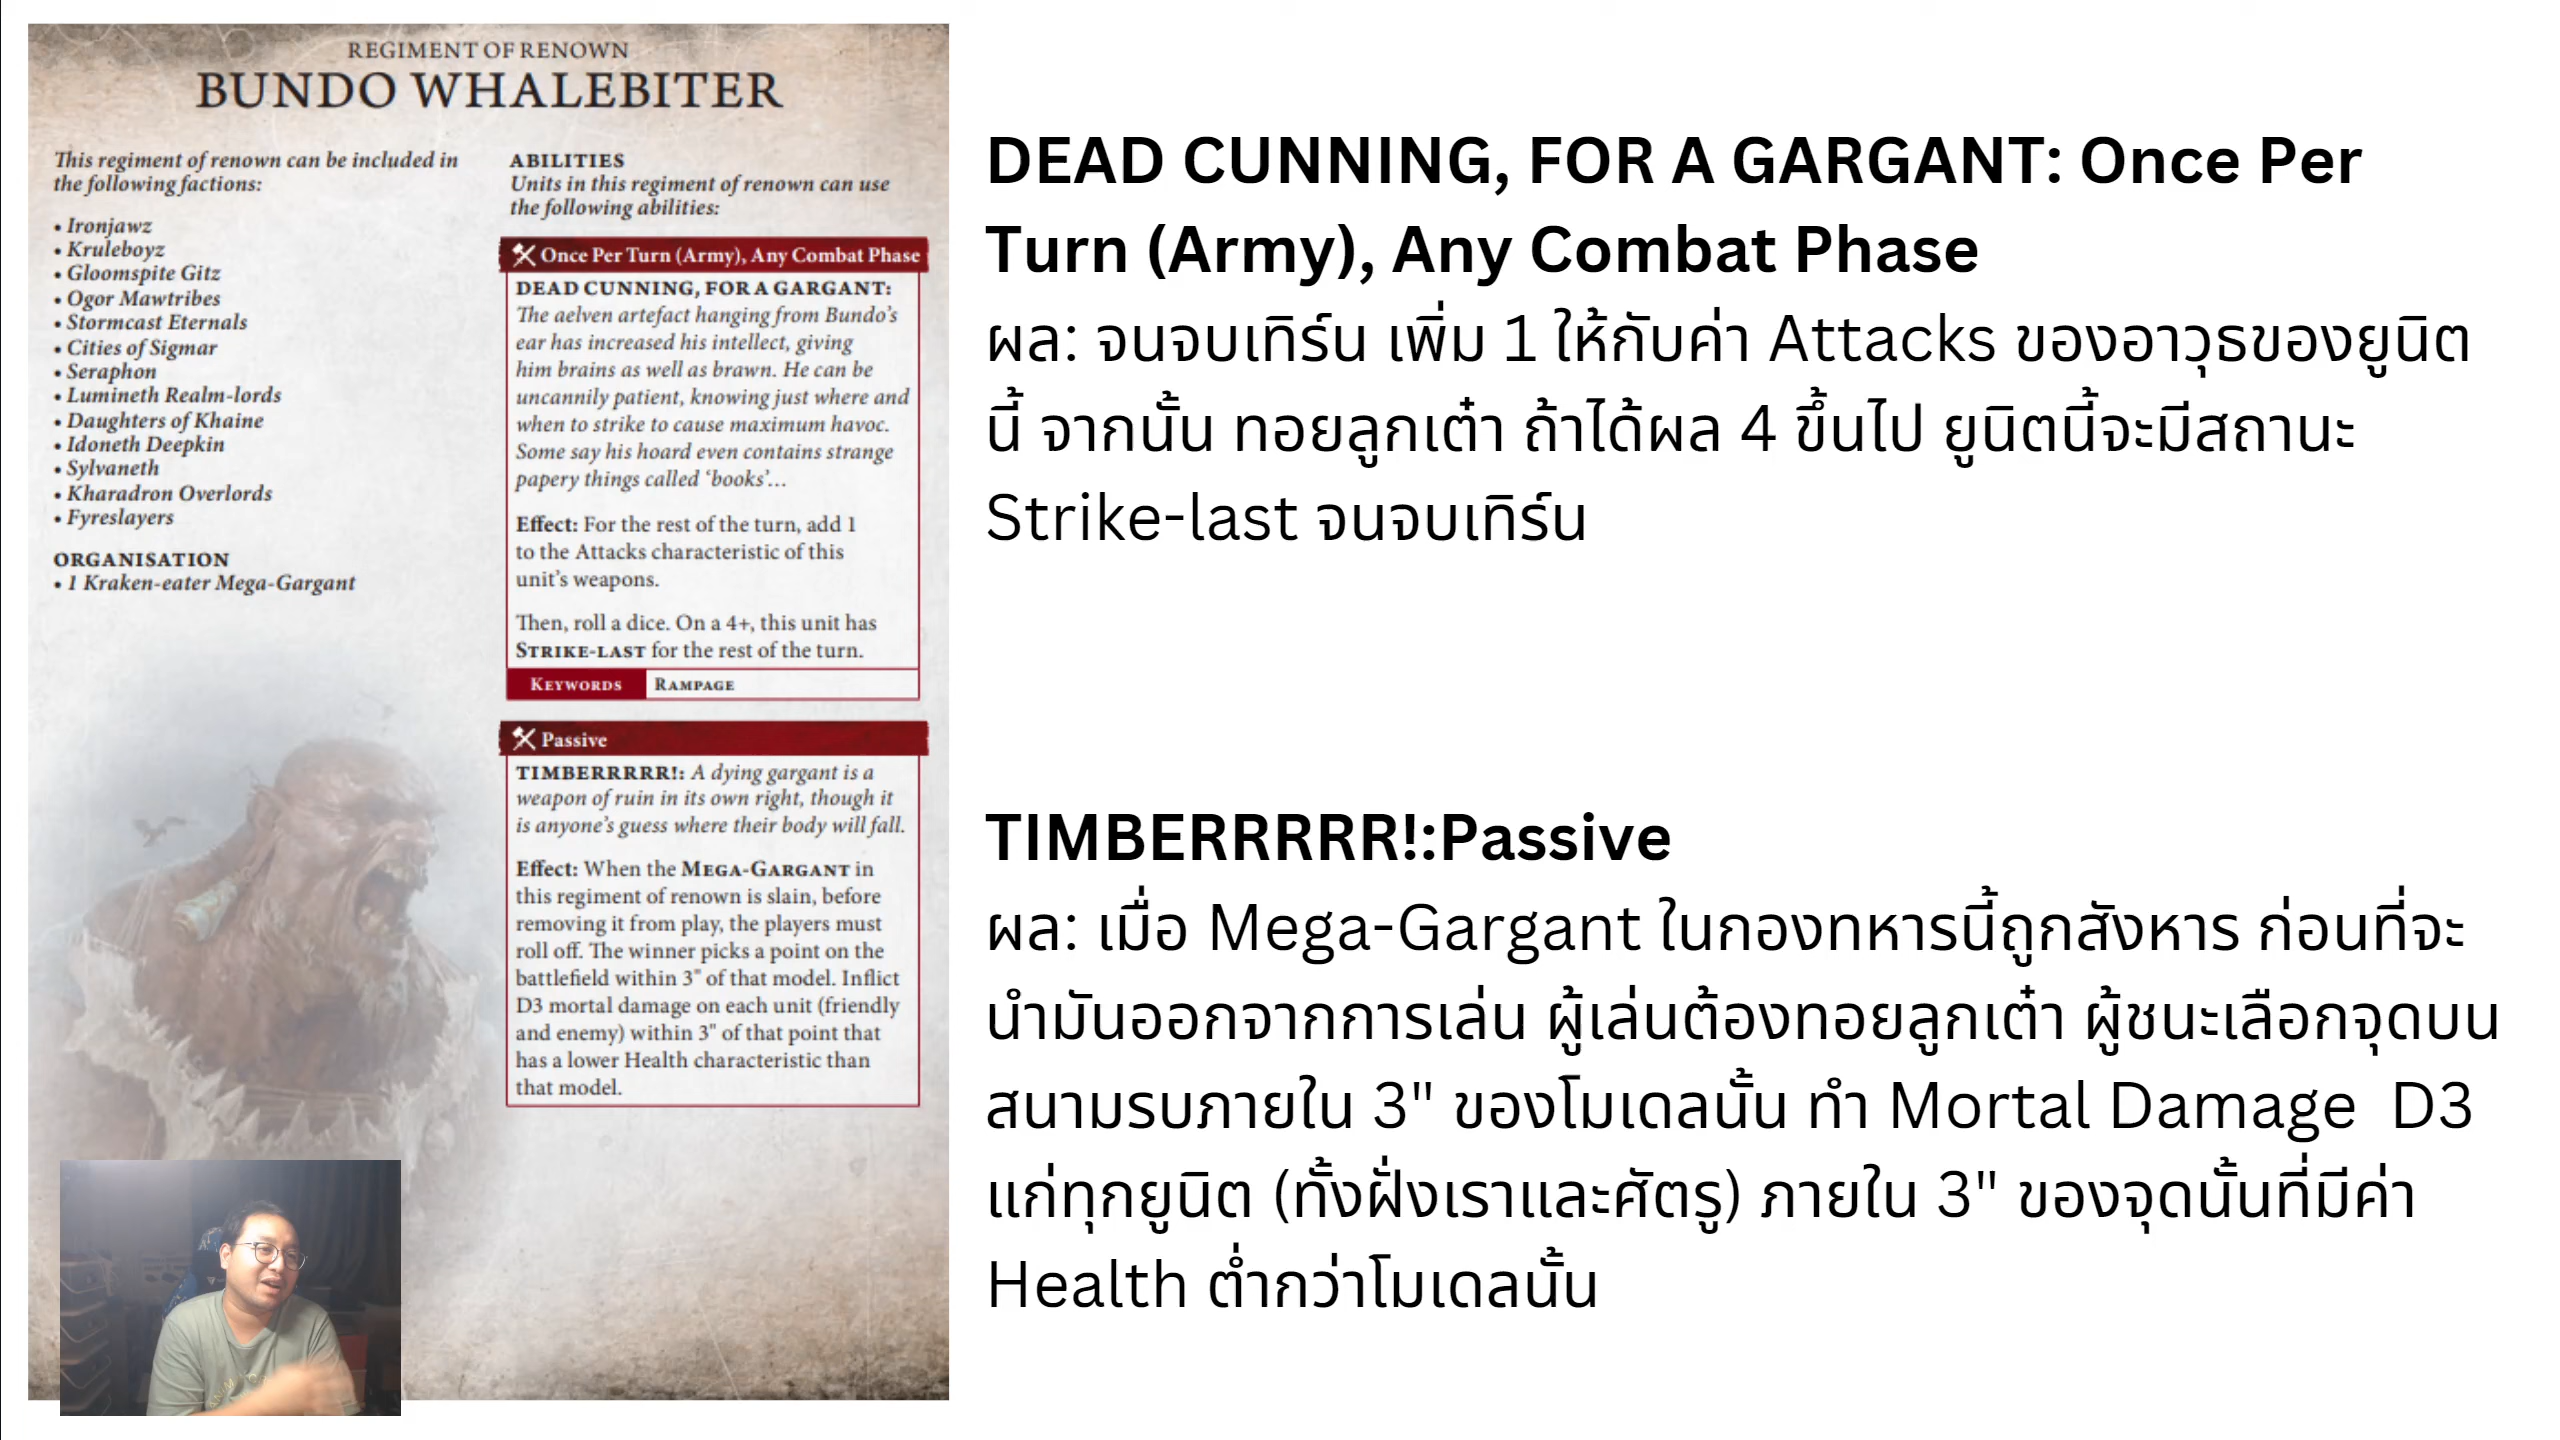 REGIMENT OF RENOWN
BUNDO WHALEBITER
This regiment of renown can be included in
the following factions:
• Ironjawz
• Kruleboyz
• Gloomspite Gitz
• Ogor Mawtribes
• Stormcast Eternals
• Cities of Sigmar
• Seraphon
• Lumineth Realm-lords
• Daughters of Khaine
• Idoneth Deepkin
• Sylvaneth
• Kharadron Overlords
• Fyreslayers
ORGANISATION
• 1 Kraken-eater Mega-Gargant
ABILITIES
Units in this regiment of renown can use
the following abilities:
Once Per Turn (Army), Any Combat Phase
DEAD CUNNING, FOR A GARGANT:
The aelven artefact hanging from Bundo's
ear has increased his intellect, giving
him brains as well as brawn. He can be
uncannily patient, knowing just where and
when to strike to cause maximum havoc.
Some say his hoard even contains strange
papery things called ‘books’…
Effect: For the rest of the turn, add 1
to the Attacks characteristic of this
unit's weapons.
Then, roll a dice. On a 4+, this unit has
STRIKE-LAST for the rest of the turn.
KEYWORDS RAMPAGE
Passive
TIMBERRRRR!: A dying gargant is a
weapon of ruin in its own right, though it
is anyone's guess where their body will fall.
Effect: When the MEGA-GARGANT in
this regiment of renown is slain, before
removing it from play, the players must
roll off. The winner picks a point on the
battlefield within 3" of that model. Inflict
D3 mortal damage on each unit (friendly
and enemy) within 3" of that point that
has a lower Health characteristic than
that model.
DEAD CUNNING, FOR A GARGANT: Once Per
Turn (Army), Any Combat Phase
ผล: จนจบเทิร์น เพิ่ม 1 ให้กับค่า Attacks ของอาวุธของยูนิต
นี้ จากนั้น ทอยลูกเต๋า ถ้าได้ผล 4 ขึ้นไป ยูนิตนี้จะมีสถานะ
Strike-last จนจบเทิร์น
TIMBERRRRR!:Passive
ผล: เมื่อ Mega-Gargant ในกองทหารนี้ถูกสังหาร ก่อนที่จะ
นำมันออกจากการเล่น ผู้เล่นต้องทอยลูกเต๋า ผู้ชนะเลือกจุดบน
สนามรบภายใน 3" ของโมเดลนั้น ทำ Mortal Damage  D3
แก่ทุกยูนิต (ทั้งฝั่งเราและศัตรู) ภายใน 3" ของจุดนั้นที่มีค่า
Health ต่ำกว่าโมเดลนั้น